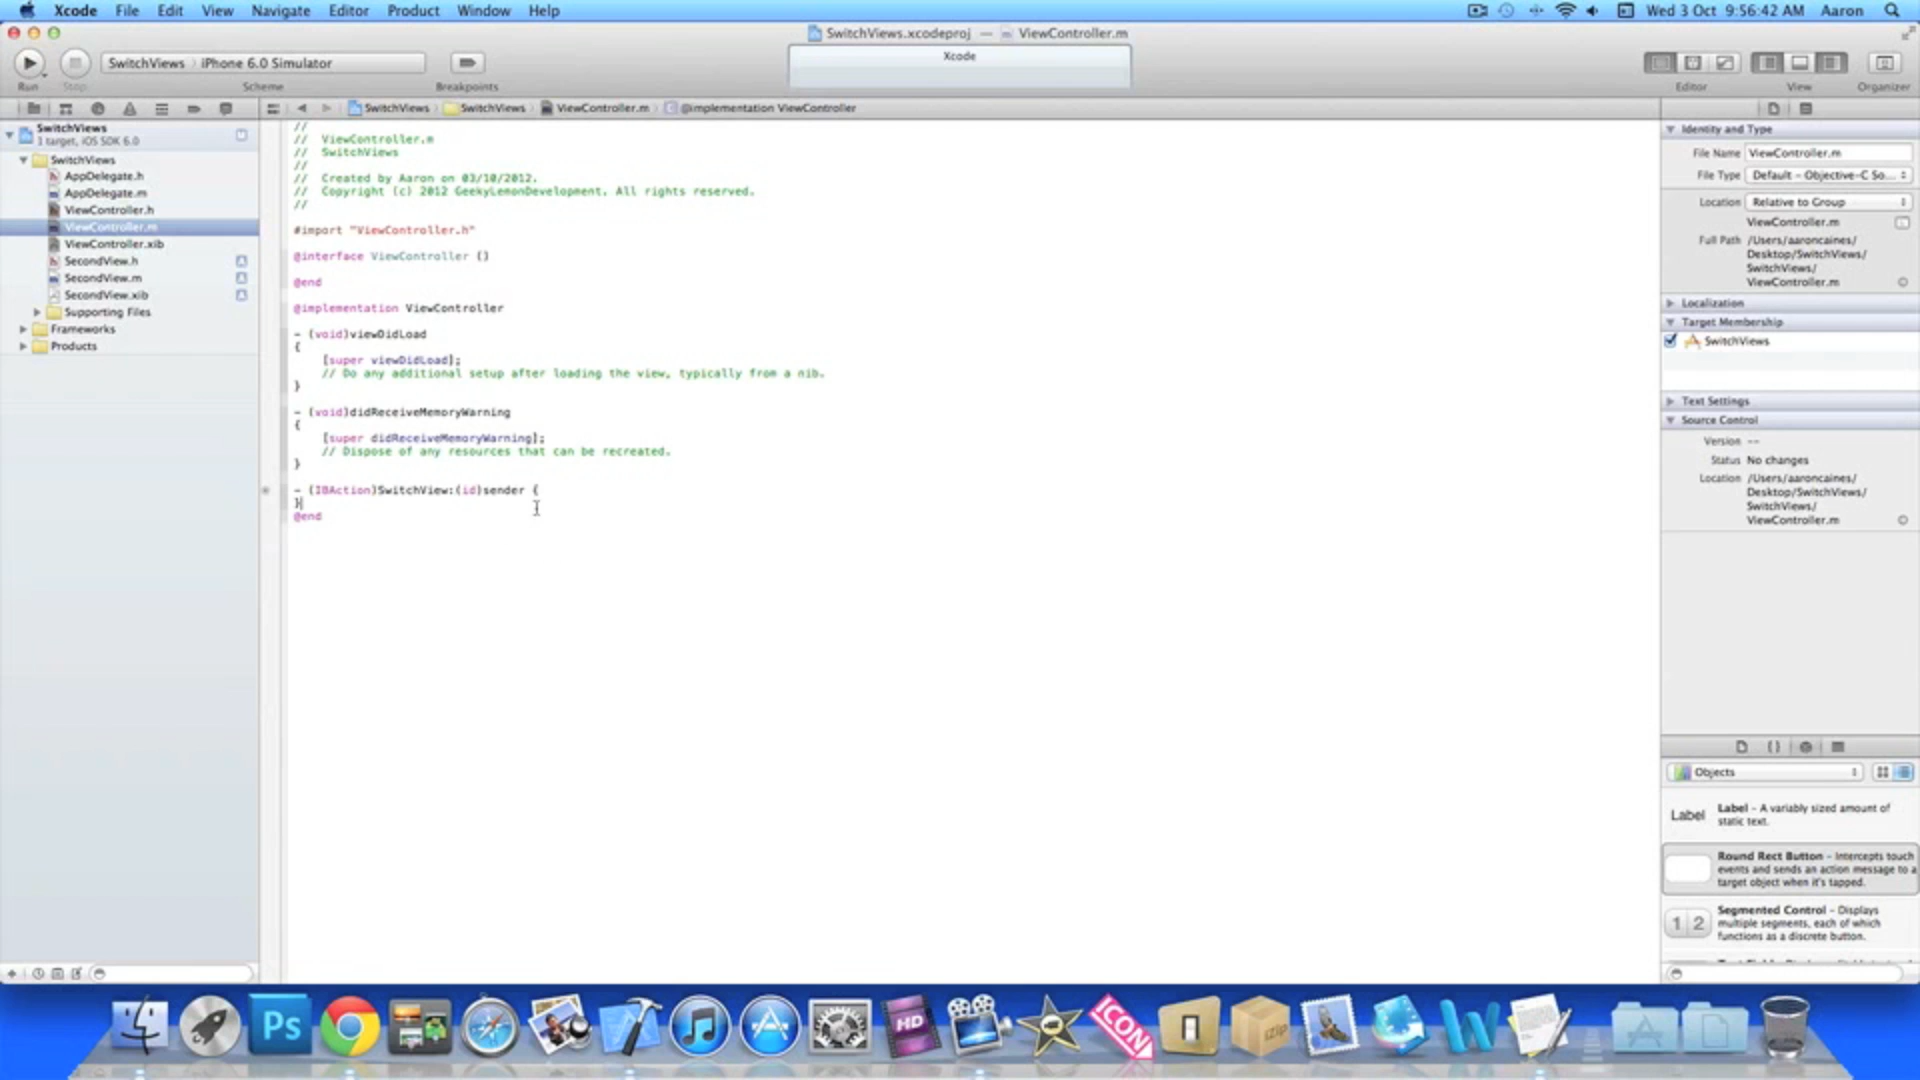 Xcode File Edit View Navigate Editor Product Window Help Wed 3 Oct 9:56:42 AM Aaron
SwitchViews.xcodeproj — ViewController.m
SwitchViews iPhone 6.0 Simulator
Xcode
Run Stop Scheme Breakpoints Editor View Organizer
SwitchViews SwitchViews ViewController.m @implementation ViewController
SwitchViews
1 target, iOS SDK 6.0
SwitchViews
AppDelegate.h
AppDelegate.m
ViewController.h
ViewController.m
ViewController.xib
SecondView.h
SecondView.m
SecondView.xib
Supporting Files
Frameworks
Products
//
// ViewController.m
// SwitchViews
//
// Created by Aaron on 03/10/2012.
// Copyright (c) 2012 GeekyLemonDevelopment. All rights reserved.
//
#import "ViewController.h"
@interface ViewController ()
@end
@implementation ViewController
- (void)viewDidLoad
{
[super viewDidLoad];
// Do any additional setup after loading the view, typically from a nib.
}
- (void)didReceiveMemoryWarning
{
[super didReceiveMemoryWarning];
// Dispose of any resources that can be recreated.
}
- (IBAction)SwitchView:(id)sender {
}
@end
Identity and Type
File Name ViewController.m
File Type Default - Objective-C So...
Location Relative to Group
ViewController.m
Full Path /Users/aaroncaines/
Desktop/SwitchViews/
SwitchViews/
ViewController.m
Localization
Target Membership
SwitchViews
Text Settings
Source Control
Version --
Status No changes
Location /Users/aaroncaines/
Desktop/SwitchViews/
SwitchViews/
ViewController.m
Objects
Label
Label - A variably sized amount of
static text.
Round Rect Button - Intercepts touch
events and sends an action message to a
target object when it's tapped.
1 2
Segmented Control - Displays
multiple segments, each of which
functions as a discrete button.
Ps
HD
ICON
izip
W